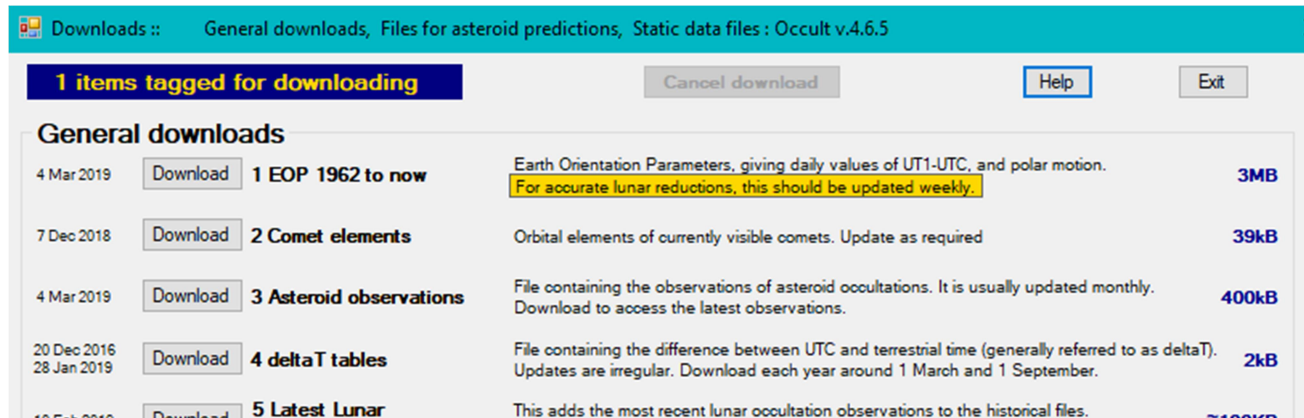 Downloads :: General downloads, Files for asteroid predictions, Static data files : Occult v.4.6.5
1 items tagged for downloading
Cancel download
Help
Exit
General downloads
4 Mar 2019
Download
1 EOP 1962 to now
Earth Orientation Parameters, giving daily values of UT1-UTC, and polar motion.
For accurate lunar reductions, this should be updated weekly.
3MB
7 Dec 2018
Download
2 Comet elements
Orbital elements of currently visible comets. Update as required
39kB
4 Mar 2019
Download
3 Asteroid observations
File containing the observations of asteroid occultations. It is usually updated monthly.
Download to access the latest observations.
400kB
20 Dec 2016
28 Jan 2019
Download
4 deltaT tables
File containing the difference between UTC and terrestrial time (generally referred to as deltaT).
Updates are irregular. Download each year around 1 March and 1 September.
2kB
Download
5 Latest Lunar
This adds the most recent lunar occultation observations to the historical files.